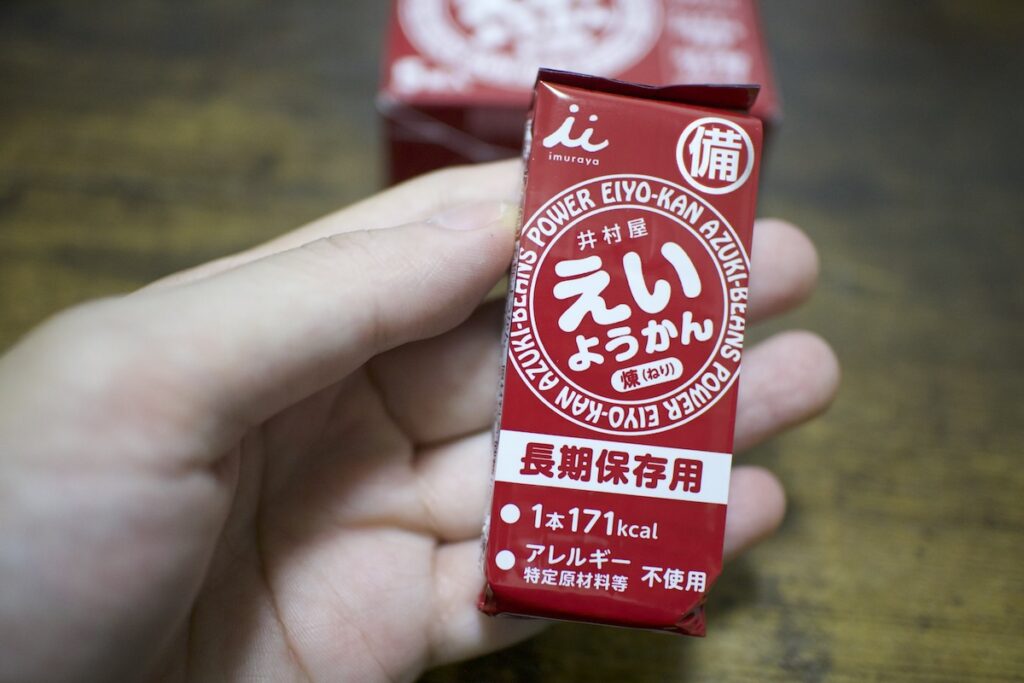 imuraya
備
POWER EIYO-KAN AZUKI-BEANS POWER EIYO-KAN AZUKI-BEANS
井村屋
えい
ようかん
煉(ねり)
長期保存用
1本171kcal
アレルギー
特定原材料等 不使用